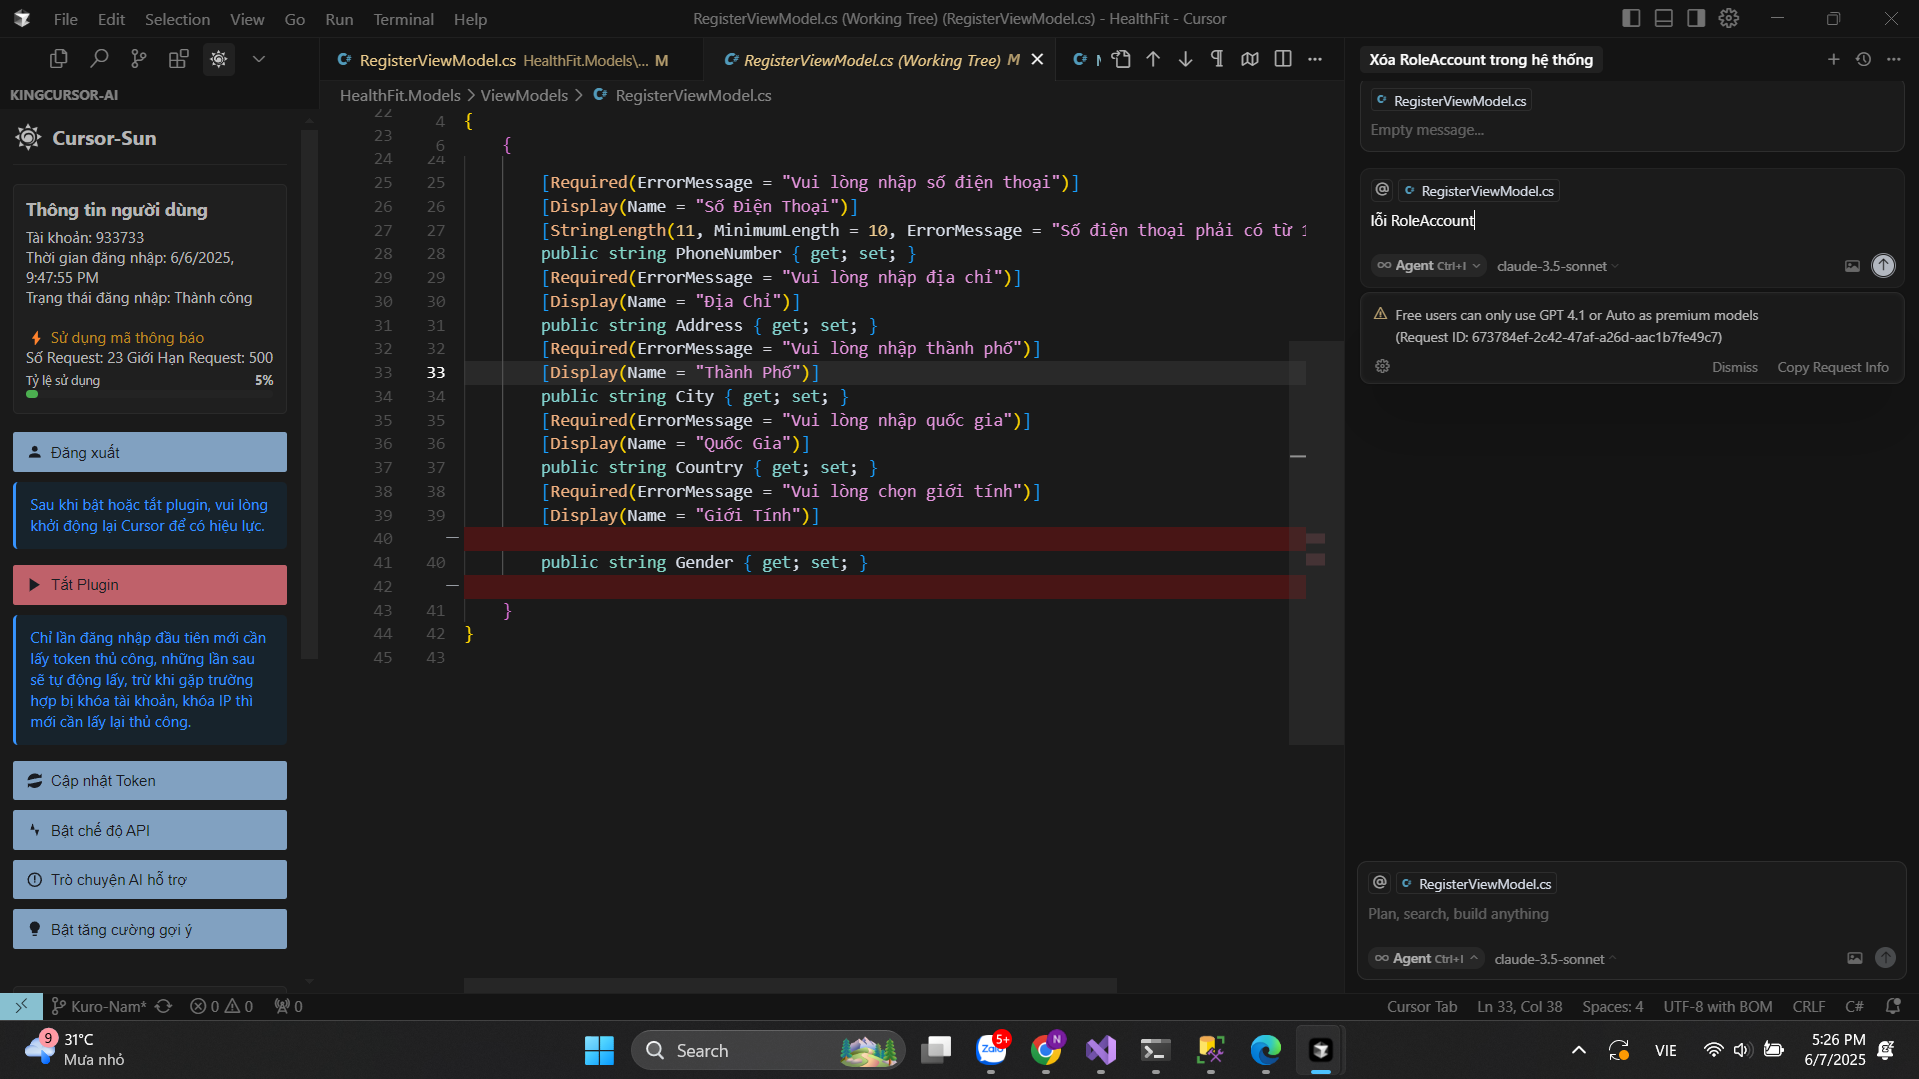 File Edit Selection View Go Run Terminal Help
RegisterViewModel.cs (Working Tree) (RegisterViewModel.cs) - HealthFit - Cursor
KINGCURSOR-AI
Cursor-Sun
Thông tin người dùng
Tài khoản: 933733
Thời gian đăng nhập: 6/6/2025,
9:47:55 PM
Trạng thái đăng nhập: Thành công
Sử dụng mã thông báo
Số Request: 23 Giới Hạn Request: 500
Tỷ lệ sử dụng 5%
Đăng xuất
Sau khi bật hoặc tắt plugin, vui lòng
khởi động lại Cursor để có hiệu lực.
Tắt Plugin
Chỉ lần đăng nhập đầu tiên mới cần
lấy token thủ công, những lần sau
sẽ tự động lấy, trừ khi gặp trường
hợp bị khóa tài khoản, khóa IP thì
mới cần lấy lại thủ công.
Cập nhật Token
Bật chế độ API
Trò chuyện AI hỗ trợ
Bật tăng cường gợi ý
RegisterViewModel.cs HealthFit.Models\... M
RegisterViewModel.cs (Working Tree) M
HealthFit.Models > ViewModels > RegisterViewModel.cs
22 4 {
23 6 {
24 24
25 25 [Required(ErrorMessage = "Vui lòng nhập số điện thoại")]
26 26 [Display(Name = "Số Điện Thoại")]
27 27 [StringLength(11, MinimumLength = 10, ErrorMessage = "Số điện thoại phải có từ 1
28 28 public string PhoneNumber { get; set; }
29 29 [Required(ErrorMessage = "Vui lòng nhập địa chỉ")]
30 30 [Display(Name = "Địa Chỉ")]
31 31 public string Address { get; set; }
32 32 [Required(ErrorMessage = "Vui lòng nhập thành phố")]
33 33 [Display(Name = "Thành Phố")]
34 34 public string City { get; set; }
35 35 [Required(ErrorMessage = "Vui lòng nhập quốc gia")]
36 36 [Display(Name = "Quốc Gia")]
37 37 public string Country { get; set; }
38 38 [Required(ErrorMessage = "Vui lòng chọn giới tính")]
39 39 [Display(Name = "Giới Tính")]
40 —
41 40 public string Gender { get; set; }
42 —
43 41 }
44 42 }
45 43
Xóa RoleAccount trong hệ thống
RegisterViewModel.cs
Empty message...
@ RegisterViewModel.cs
lỗi RoleAccount
Agent Ctrl+I claude-3.5-sonnet
Free users can only use GPT 4.1 or Auto as premium models
(Request ID: 673784ef-2c42-47af-a26d-aac1b7fe49c7)
Dismiss Copy Request Info
@ RegisterViewModel.cs
Plan, search, build anything
Agent Ctrl+I claude-3.5-sonnet
Kuro-Nam* 0 0 0
Cursor Tab Ln 33, Col 38 Spaces: 4 UTF-8 with BOM CRLF C#
9 31°C
Mưa nhỏ
Search
Zalo 5+
N
VIE
5:26 PM
6/7/2025